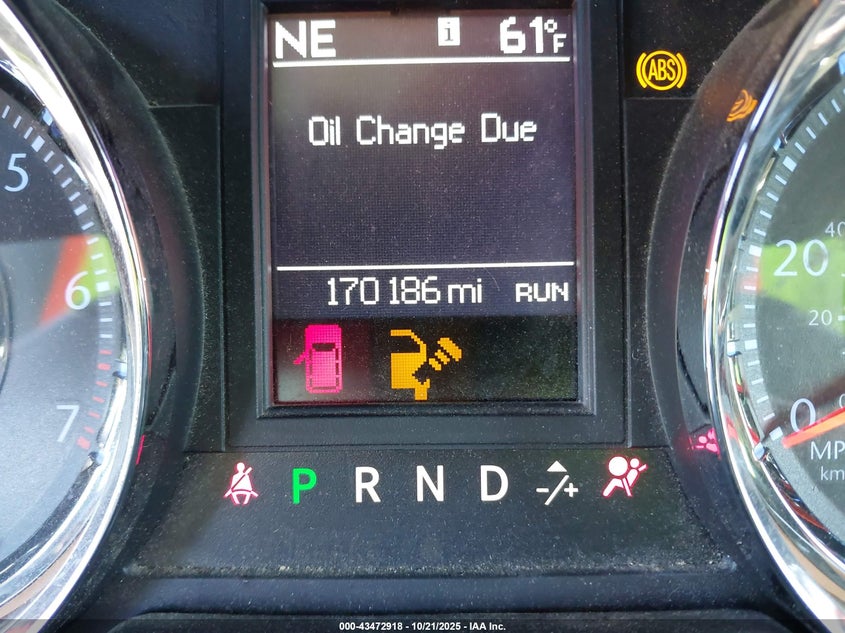 NE i 61°F
ABS
Oil Change Due
5
6
7
170186 mi RUN
40
20
20
0
MP
km
P R N D -/+
000-43472918 - 10/21/2025 - IAA Inc.